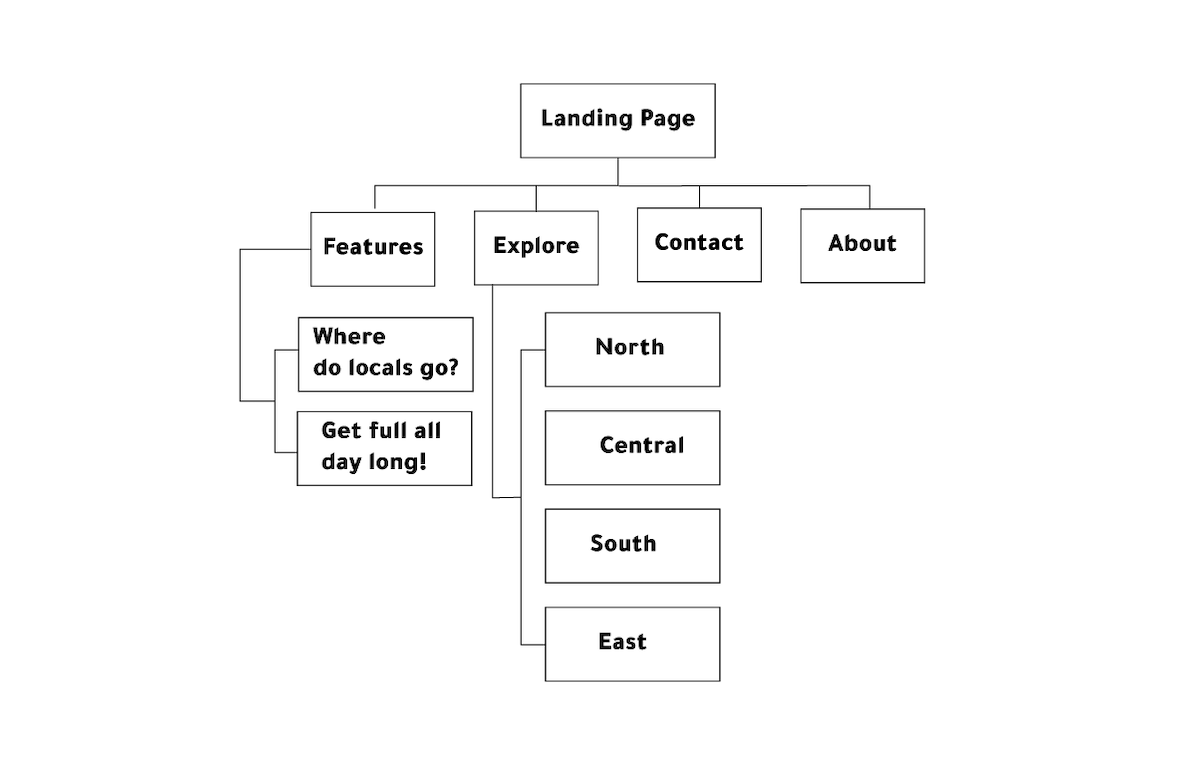 Landing Page
Features
Explore
Contact
About
Where
do locals go?
Get full all
day long!
North
Central
South
East